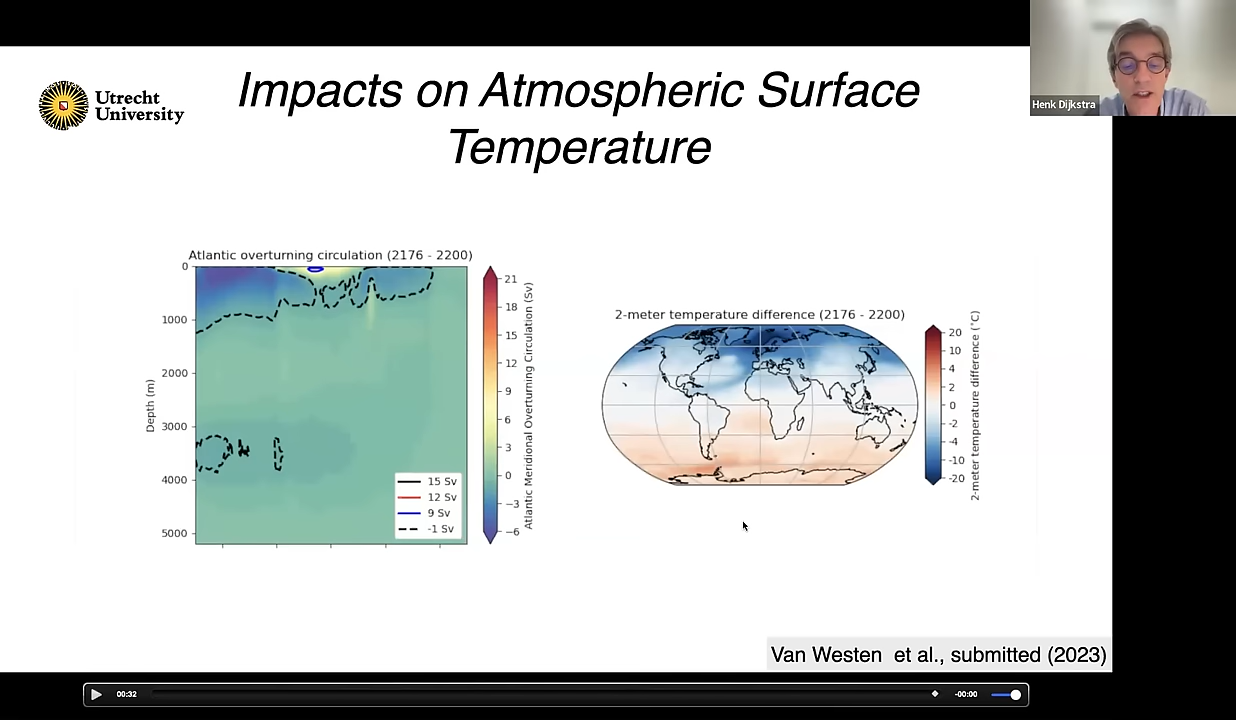 Impacts on Atmospheric Surface
Temperature
Utrecht
University
Henk Dijkstra
Atlantic overturning circulation (2176 - 2200)
0
1000
2000
3000
4000
5000
Depth (m)
15 Sv
12 Sv
9 Sv
-1 Sv
21
18
15
12
9
6
3
0
−3
−6
Atlantic Meridional Overturning Circulation (Sv)
2-meter temperature difference (2176 - 2200)
20
10
4
2
0
-2
-4
-10
-20
2-meter temperature difference (°C)
Van Westen et al., submitted (2023)
00:32
-00:00